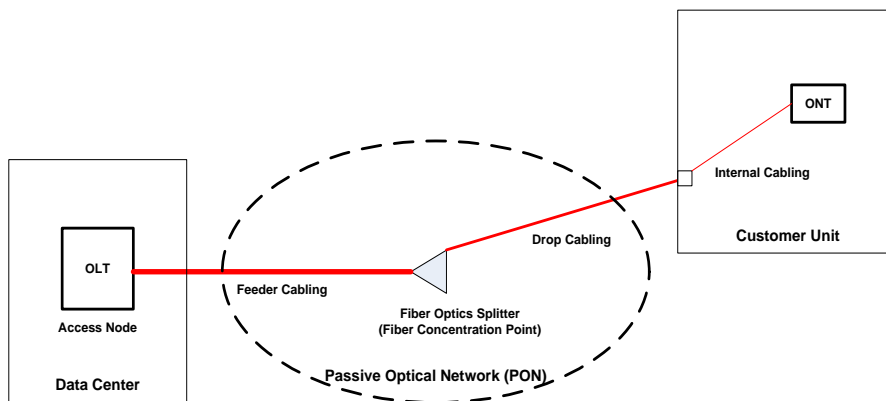 ONT
Internal Cabling
Customer Unit
Drop Cabling
OLT
Feeder Cabling
Access Node
Fiber Optics Splitter
(Fiber Concentration Point)
Passive Optical Network (PON)
Data Center